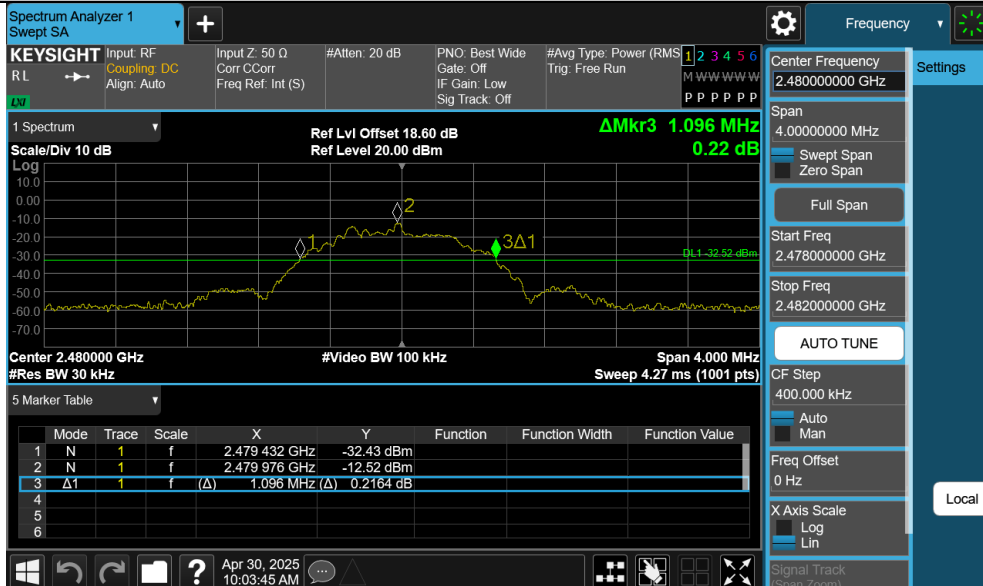 Spectrum Analyzer 1
Swept SA
+
Frequency
KEYSIGHT
R L
LXI
Input: RF
Coupling: DC
Align: Auto
Input Z: 50 Ω
Corr CCorr
Freq Ref: Int (S)
#Atten: 20 dB
PNO: Best Wide
Gate: Off
IF Gain: Low
Sig Track: Off
#Avg Type: Power (RMS
Trig: Free Run
1 2 3 4 5 6
M W W W W W
P P P P P P
1 Spectrum
Scale/Div 10 dB
Ref Lvl Offset 18.60 dB
Ref Level 20.00 dBm
ΔMkr3 1.096 MHz
0.22 dB
Log
10.0
0.00
-10.0
-20.0
-30.0
-40.0
-50.0
-60.0
-70.0
1
2
3Δ1
DL1 -32.52 dBm
Center 2.480000 GHz
#Video BW 100 kHz
Span 4.000 MHz
#Res BW 30 kHz
Sweep 4.27 ms (1001 pts)
5 Marker Table
Mode Trace Scale X Y Function Function Width Function Value
1 N 1 f 2.479 432 GHz -32.43 dBm
2 N 1 f 2.479 976 GHz -12.52 dBm
3 Δ1 1 f (Δ) 1.096 MHz (Δ) 0.2164 dB
4
5
6
Apr 30, 2025
10:03:45 AM
?
Center Frequency
2.480000000 GHz
Settings
Span
4.00000000 MHz
Swept Span
Zero Span
Full Span
Start Freq
2.478000000 GHz
Stop Freq
2.482000000 GHz
AUTO TUNE
CF Step
400.000 kHz
Auto
Man
Freq Offset
0 Hz
Local
X Axis Scale
Log
Lin
Signal Track
(Span Zoom)